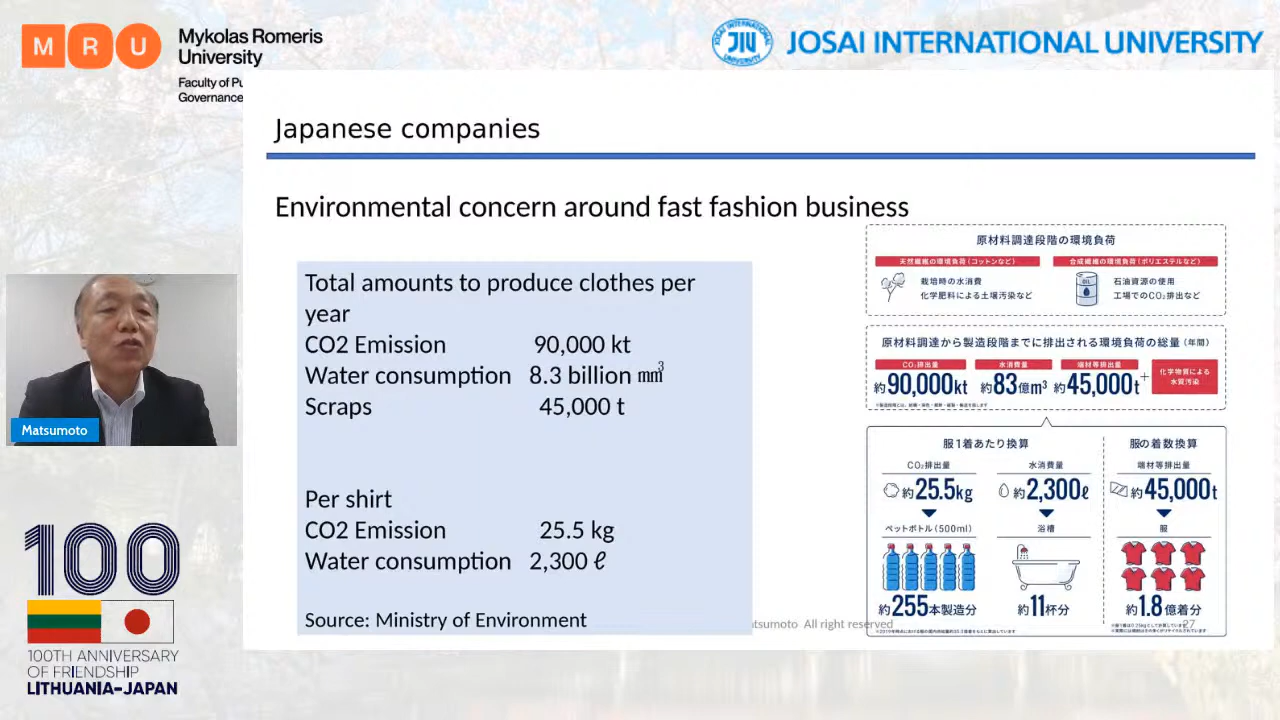 MRU
Mykolas Romeris
University
Faculty of Pu
Governance
JIU
JOSAI INTERNATIONAL UNIVERSITY
Japanese companies
Environmental concern around fast fashion business
Total amounts to produce clothes per
year
CO2 Emission 90,000 kt
Water consumption 8.3 billion ㎣
Scraps 45,000 t
Per shirt
CO2 Emission 25.5 kg
Water consumption 2,300 ℓ
Source: Ministry of Environment
原材料調達段階の環境負荷
天然繊維の環境負荷（コットンなど）
栽培時の水消費
化学肥料による土壌汚染など
合成繊維の環境負荷（ポリエステルなど）
石油資源の使用
工場でのCO₂排出など
原材料調達から製造段階までに排出される環境負荷の総量（年間）
CO₂排出量 水消費量 端材等排出量
約90,000kt 約83億m³ 約45,000t +
化学物質による
水質汚染
服1着あたり換算
CO₂排出量 水消費量
約25.5kg 約2,300ℓ
ペットボトル（500ml） 浴槽
約255本製造分 約11杯分
服の着数換算
端材等排出量
約45,000t
服
約1.8億着分
tsumoto All right reserved
27
Matsumoto
100
100TH ANNIVERSARY
OF FRIENDSHIP
LITHUANIA–JAPAN